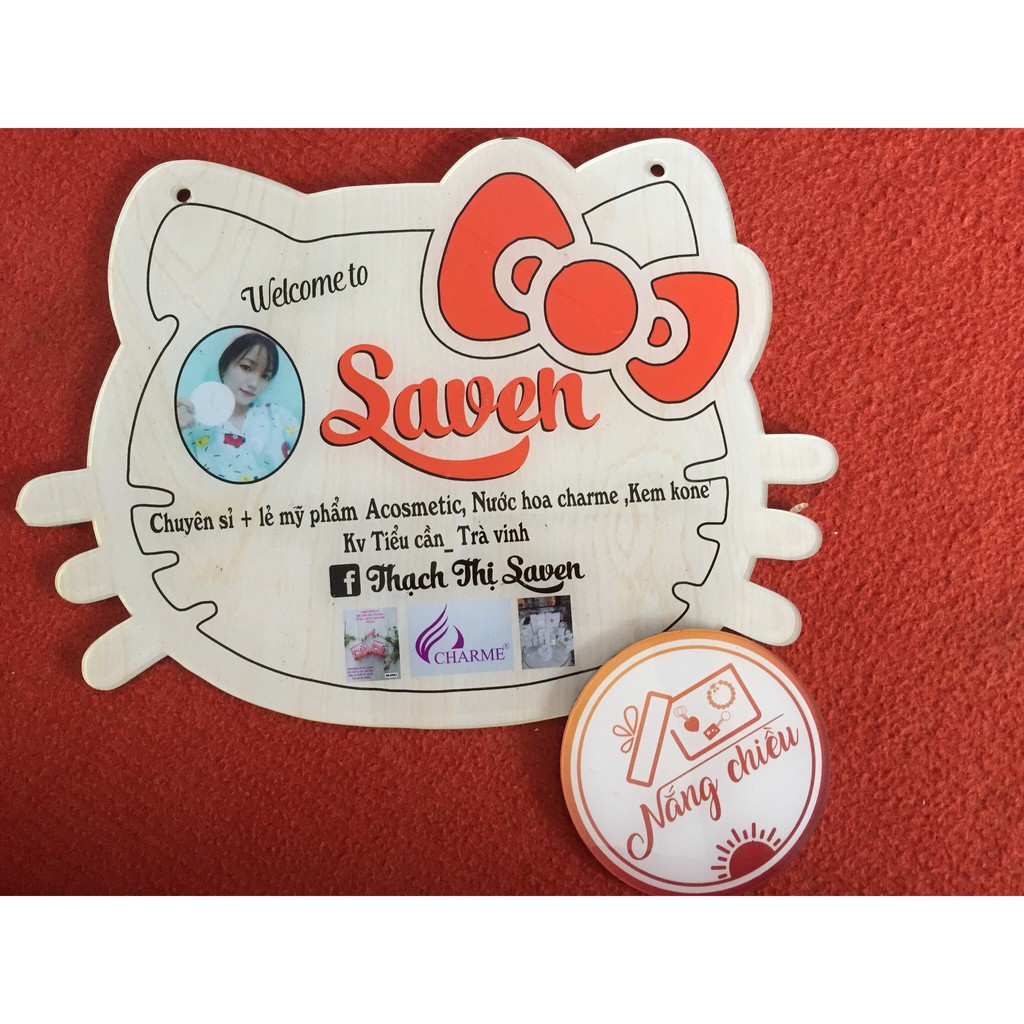 Welcome to
Saven
Chuyên sỉ + lẻ mỹ phẩm Acosmetic, Nước hoa charme ,Kem kone'
Kv Tiểu cần_ Trà vinh
f Thạch Thị Saven
CHARME®
Nắng chiều